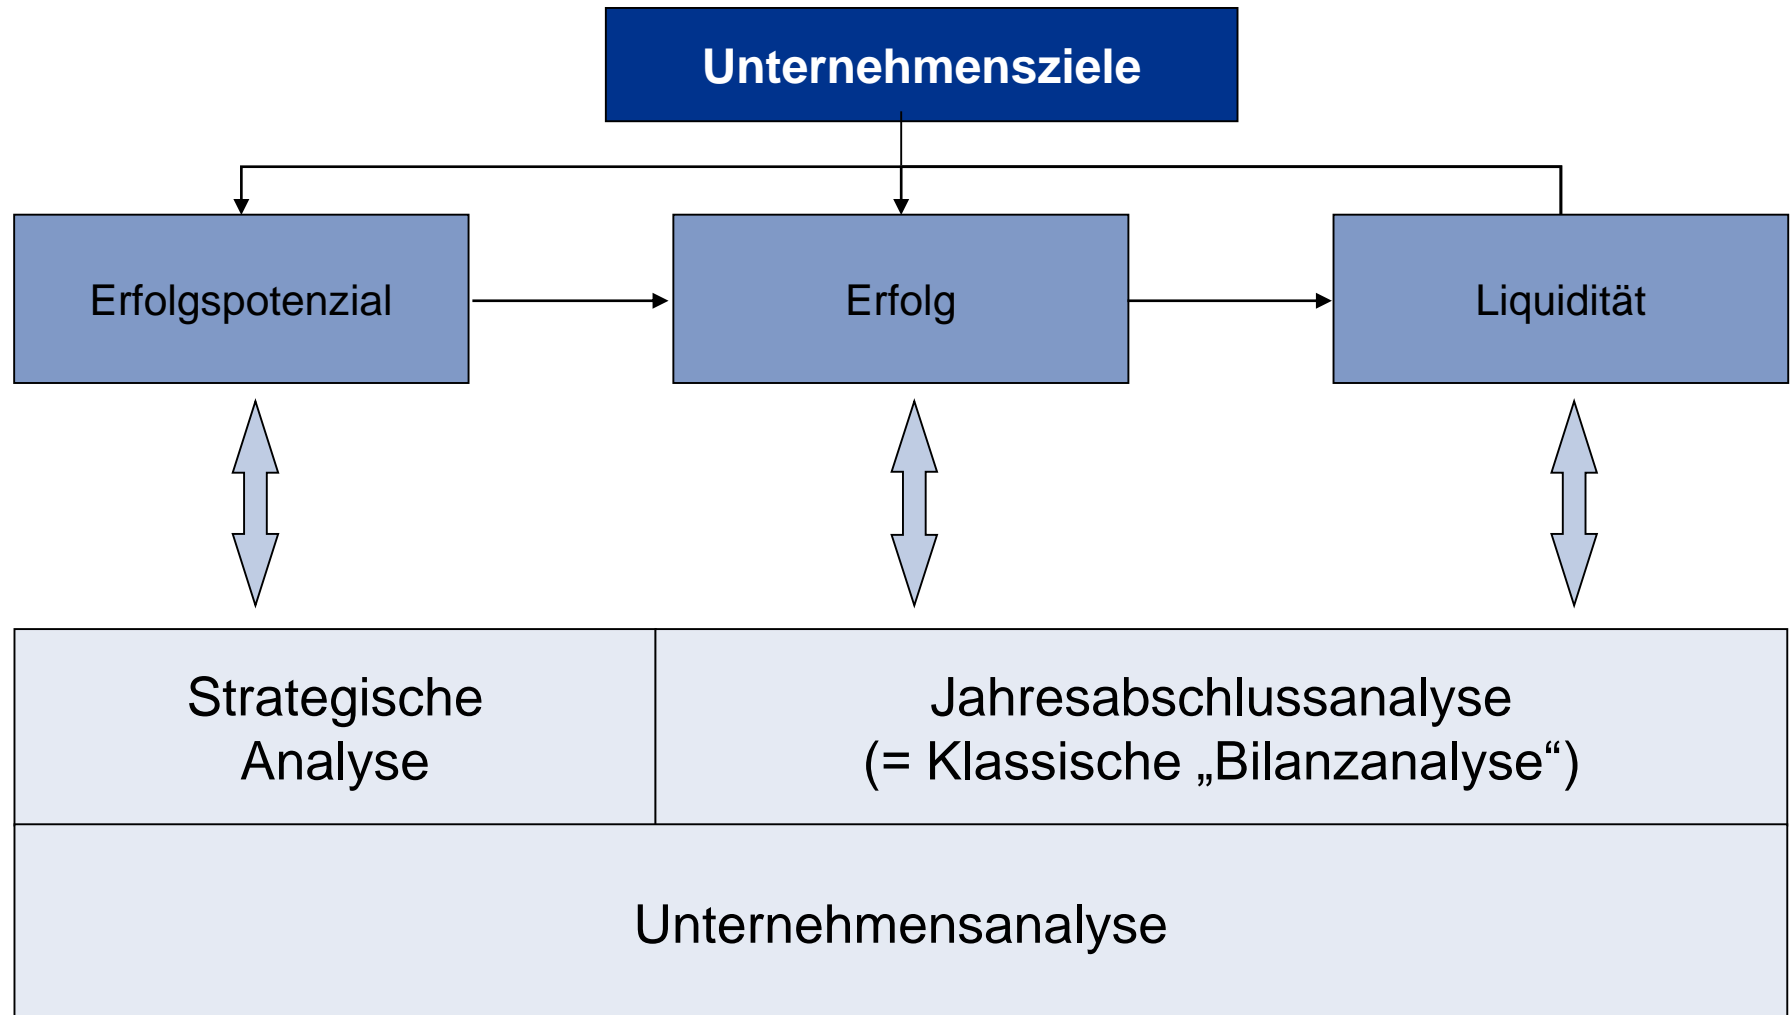 Unternehmensziele
Erfolgspotenzial
Erfolg
Liquidität
Strategische
Analyse
Jahresabschlussanalyse
(= Klassische „Bilanzanalyse“)
Unternehmensanalyse